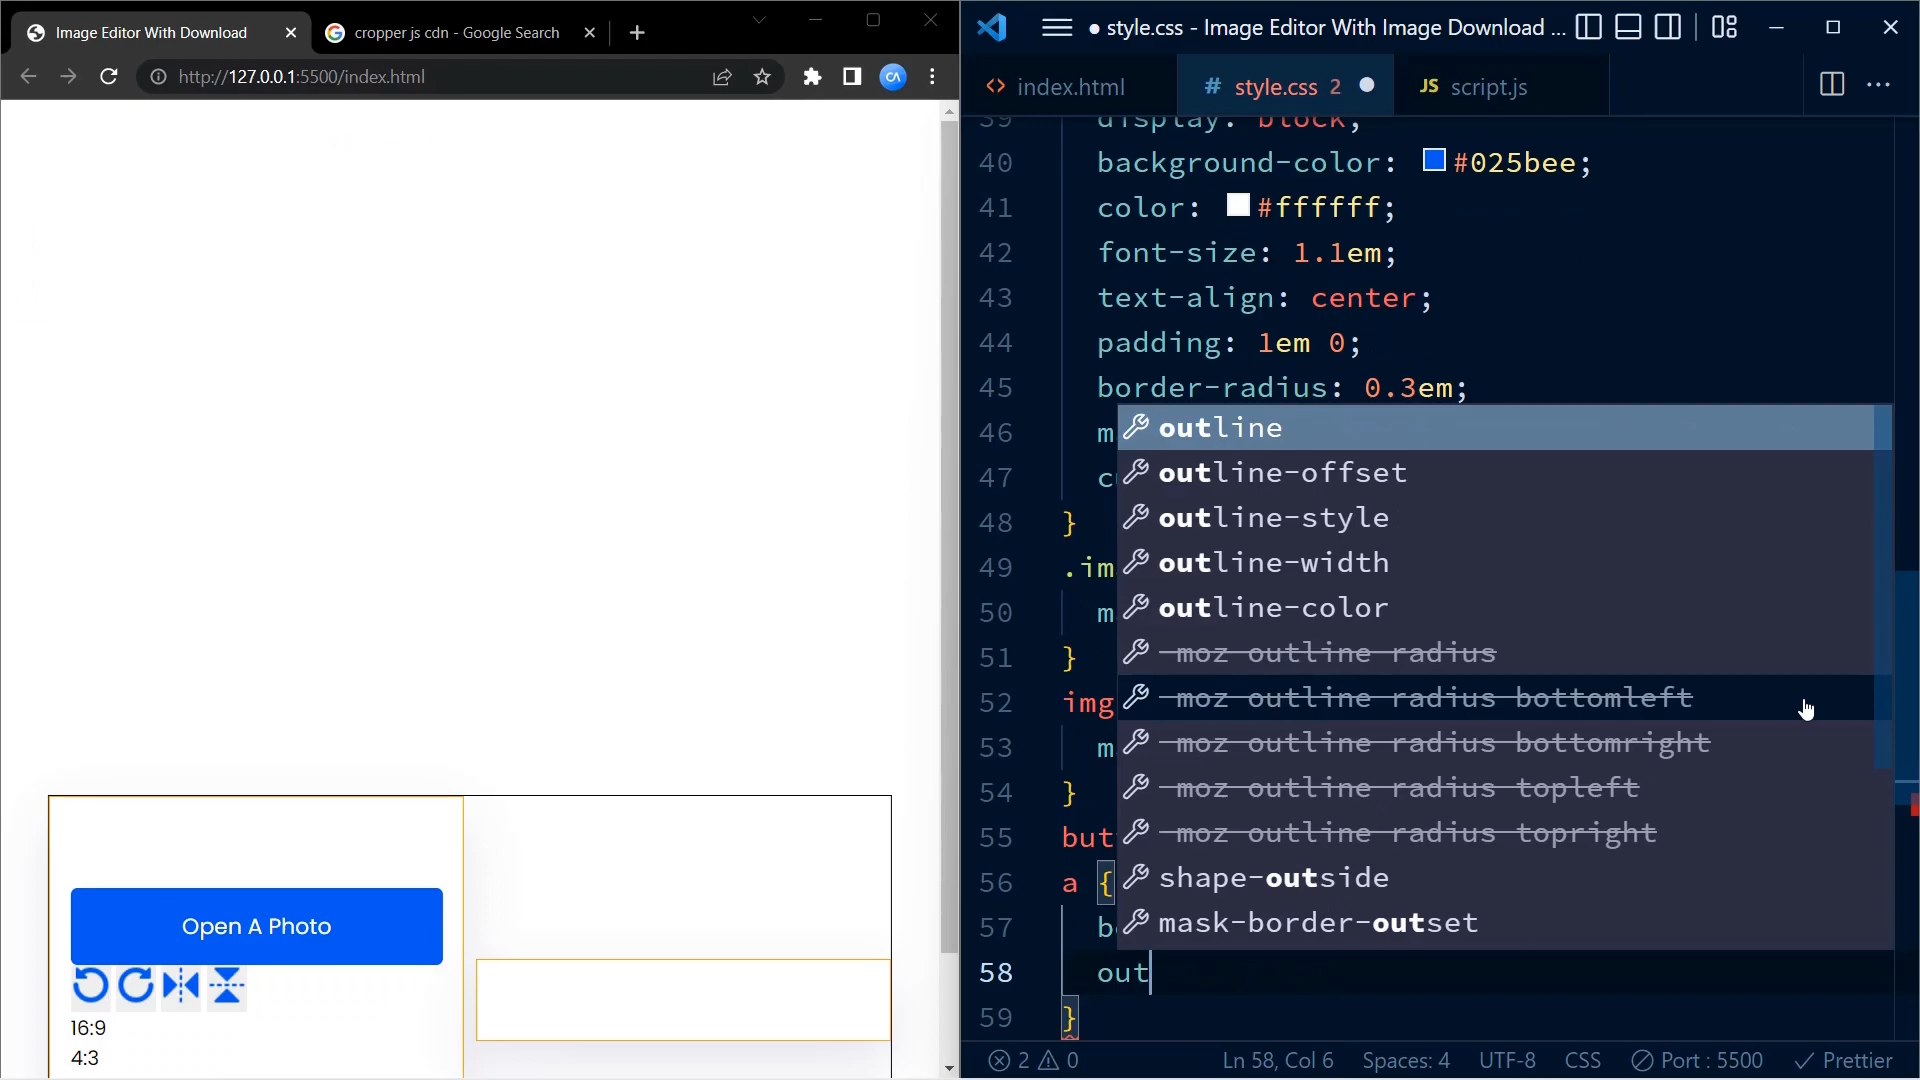 Image Editor With Download
cropper js cdn - Google Search
http://127.0.0.1:5500/index.html
CA
Open A Photo
16:9
4:3
● style.css - Image Editor With Image Download ...
<> index.html
# style.css 2
JS script.js
39 display: block;
40 background-color: #025bee;
41 color: #ffffff;
42 font-size: 1.1em;
43 text-align: center;
44 padding: 1em 0;
45 border-radius: 0.3em;
46 m
47 c
48 }
49 .im
50 m
51 }
52 img
53 m
54 }
55 but
56 a {
57 b
58 out
59 }
outline
outline-offset
outline-style
outline-width
outline-color
-moz-outline-radius
-moz-outline-radius-bottomleft
-moz-outline-radius-bottomright
-moz-outline-radius-topleft
-moz-outline-radius-topright
shape-outside
mask-border-outset
2 0
Ln 58, Col 6
Spaces: 4
UTF-8
CSS
Port : 5500
Prettier